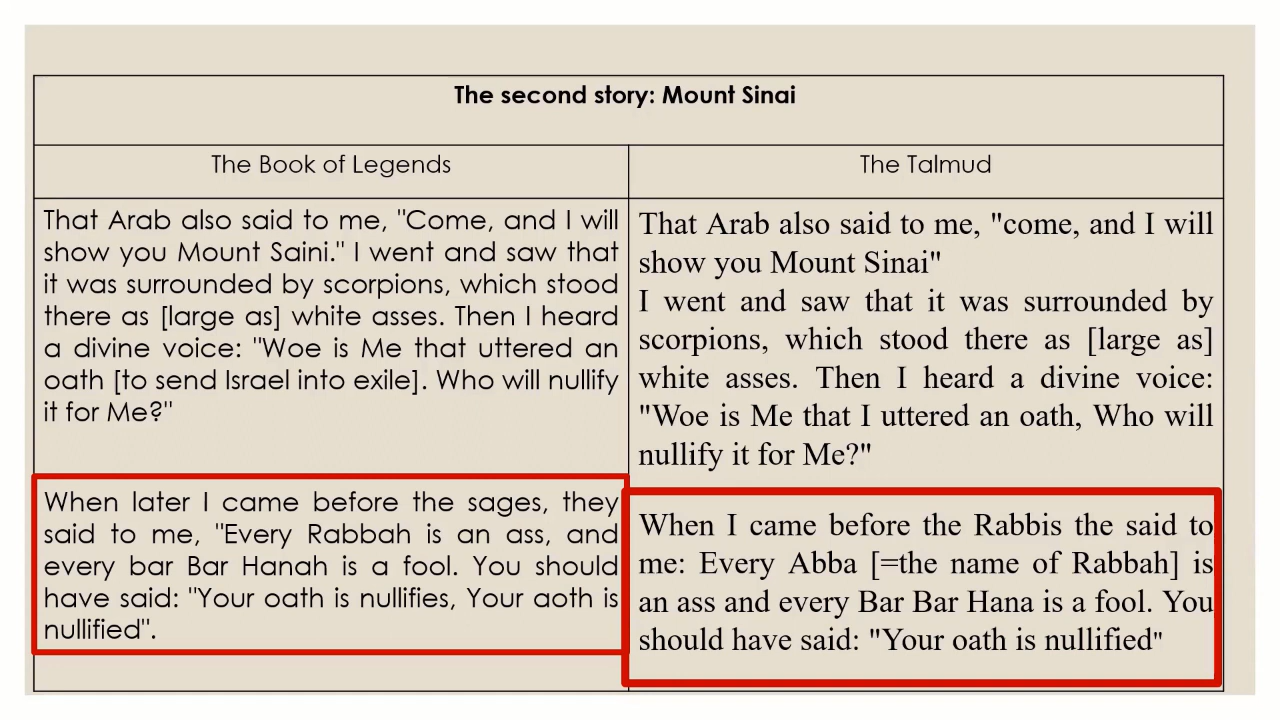 The second story: Mount Sinai
The Book of Legends
The Talmud
That Arab also said to me, "Come, and I will
show you Mount Saini." I went and saw that
it was surrounded by scorpions, which stood
there as [large as] white asses. Then I heard
a divine voice: "Woe is Me that uttered an
oath [to send Israel into exile]. Who will nullify
it for Me?"
When later I came before the sages, they
said to me, "Every Rabbah is an ass, and
every bar Bar Hanah is a fool. You should
have said: "Your oath is nullifies, Your aoth is
nullified".
That Arab also said to me, "come, and I will
show you Mount Sinai"
I went and saw that it was surrounded by
scorpions, which stood there as [large as]
white asses. Then I heard a divine voice:
"Woe is Me that I uttered an oath, Who will
nullify it for Me?"
When I came before the Rabbis the said to
me: Every Abba [=the name of Rabbah] is
an ass and every Bar Bar Hana is a fool. You
should have said: "Your oath is nullified"